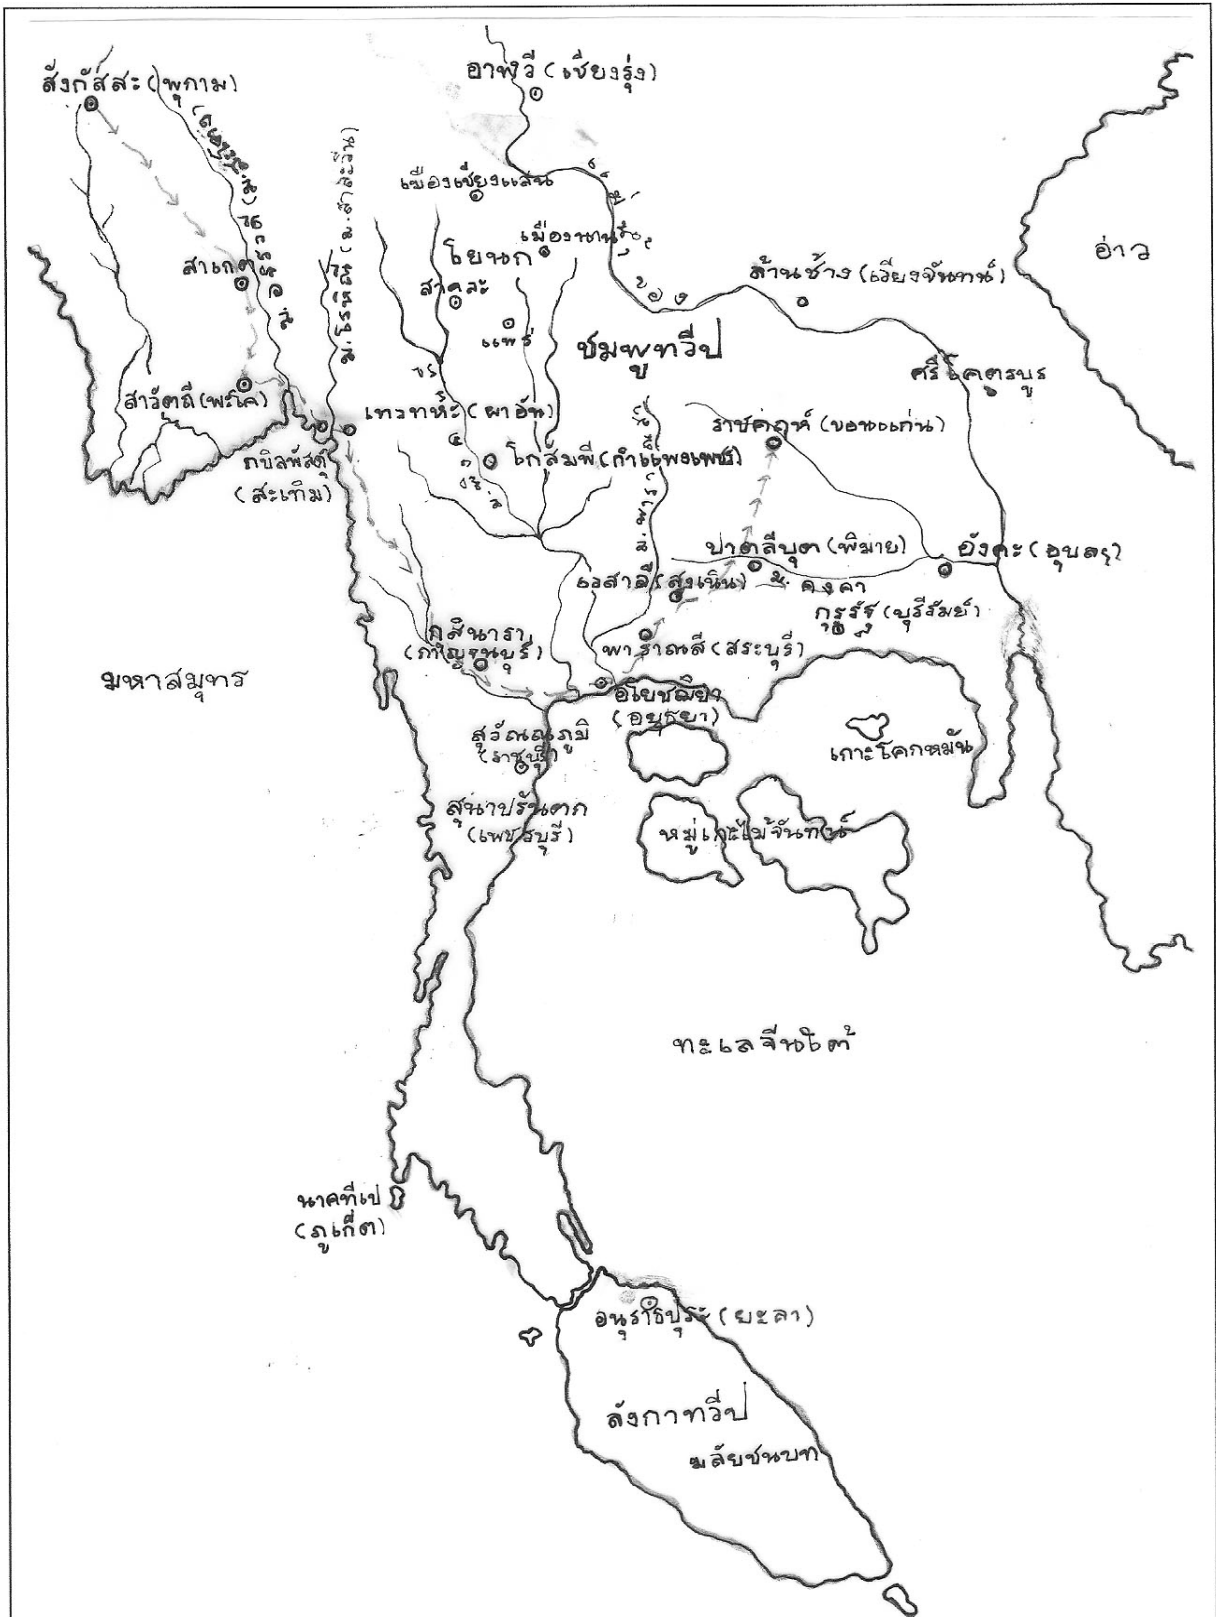 อาฬวี (เชียงรุ่ง)
สังกัสสะ (พุกาม)
เมืองเชียงแสน
เมืองน่าน
โยนก
สาเกต
สาคละ
ล้านช้าง (เวียงจันทน์)
อ่าว
แพร่
ชมพูทวีป
ศรีโคตรบูร
สาวัตถี (พะโค)
เทวทหะ (ผาอัน)
ราชคฤห์ (ขอนแก่น)
โกสัมพี (กำแพงเพชร)
กบิลพัสดุ์
(สะเทิม)
ปาตลีบุต (พิมาย)
อังคะ (อุบลฯ)
(สูงเนิน)
น. คงคา
กุรุรัฐ (บุรีรัมย์)
กุสินารา
(กาญจนบุรี)
พาราณสี (สระบุรี)
มหาสมุทร
อโยชฌิยา
(อยุธยา)
สุวัณณภูมิ
(ราชบุรี)
เกาะโคกหมัน
สุนาปรันตก
(เพชรบุรี)
หมู่เกาะไม้จันทน์
ทะเลจีนใต้
นาคทีเป
(ภูเก็ต)
อนุราธปุระ (ยะลา)
ลังกาทวีป
มลัยชนบท